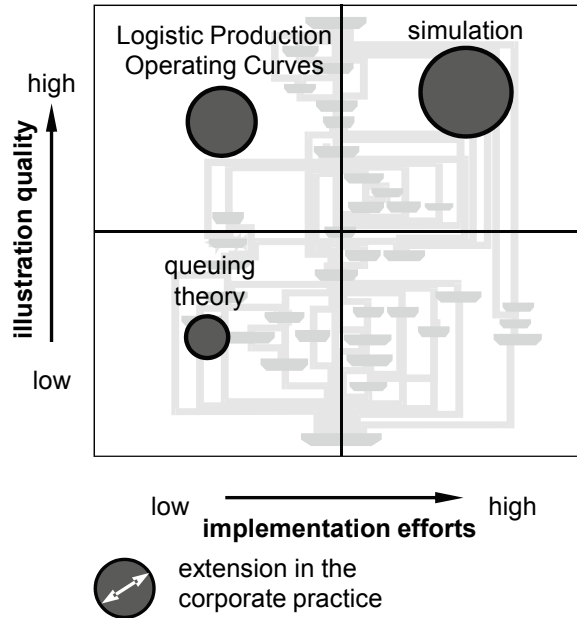 Logistic Production
Operating Curves
simulation
high
illustration quality
queuing
theory
low
low
high
implementation efforts
extension in the
corporate practice